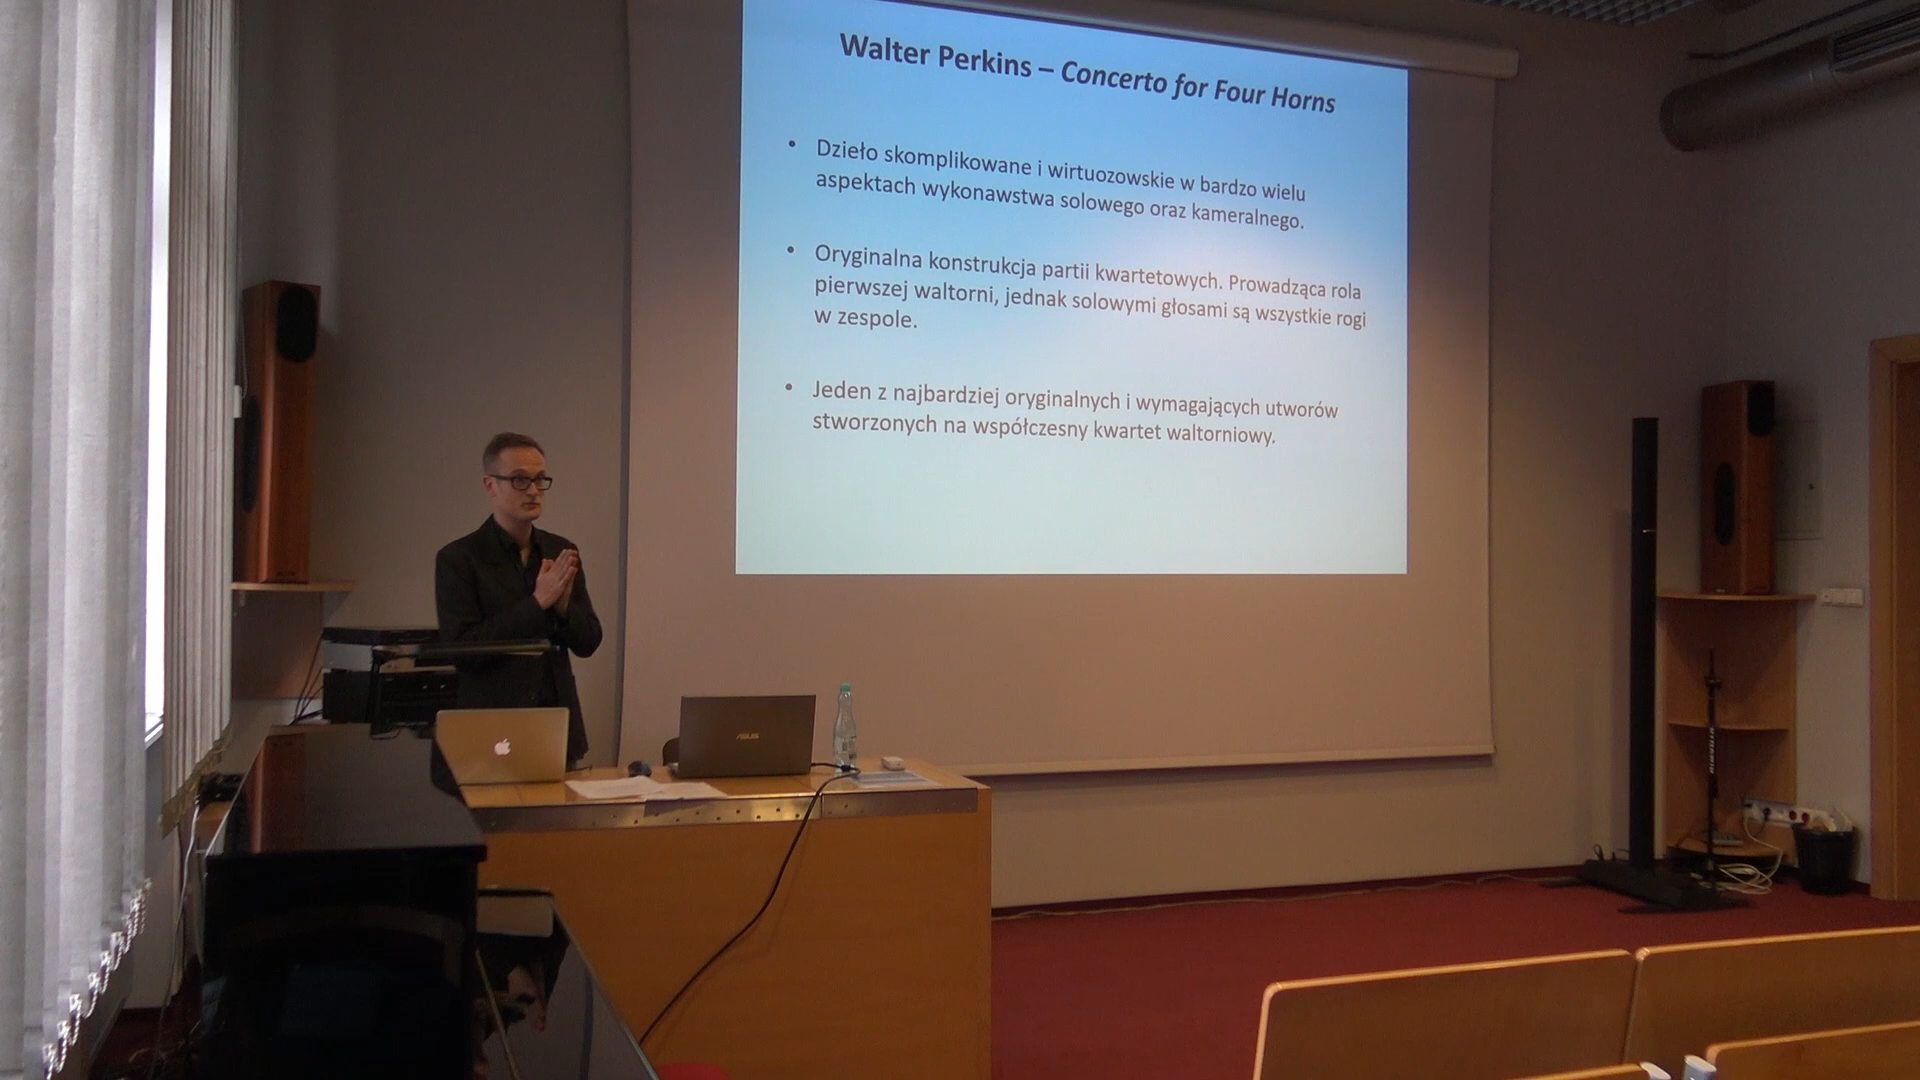 Walter Perkins – Concerto for Four Horns
• Dzieło skomplikowane i wirtuozowskie w bardzo wielu
aspektach wykonawstwa solowego oraz kameralnego.
• Oryginalna konstrukcja partii kwartetowych. Prowadząca rola
pierwszej waltorni, jednak solowymi głosami są wszystkie rogi
w zespole.
• Jeden z najbardziej oryginalnych i wymagających utworów
stworzonych na współczesny kwartet waltorniowy.
ASUS